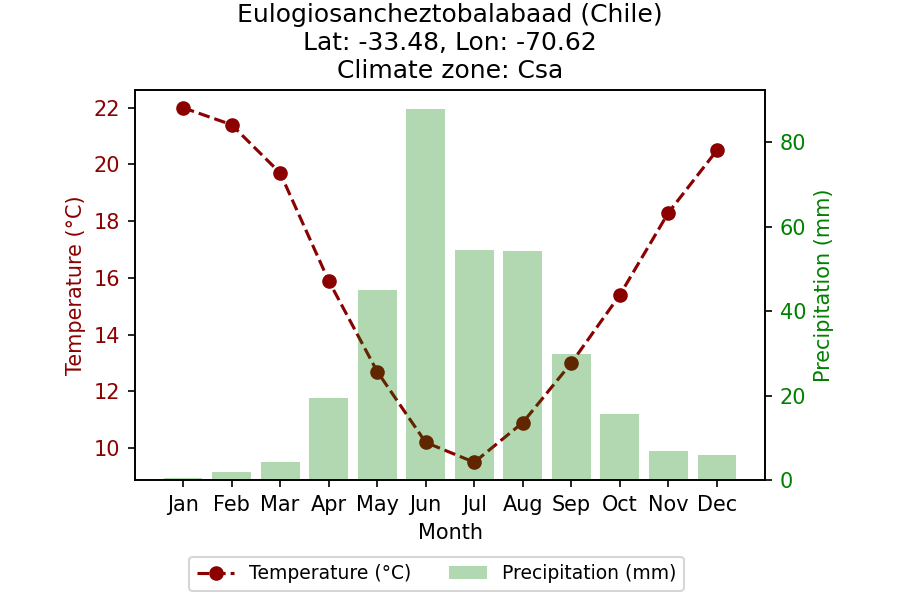 Eulogiosancheztobalabaad (Chile)
Lat: -33.48, Lon: -70.62
Climate zone: Csa
Temperature (°C)
22
20
18
16
14
12
10
80
60
40
20
0
Precipitation (mm)
Jan Feb Mar Apr May Jun Jul Aug Sep Oct Nov Dec
Month
Temperature (°C) Precipitation (mm)